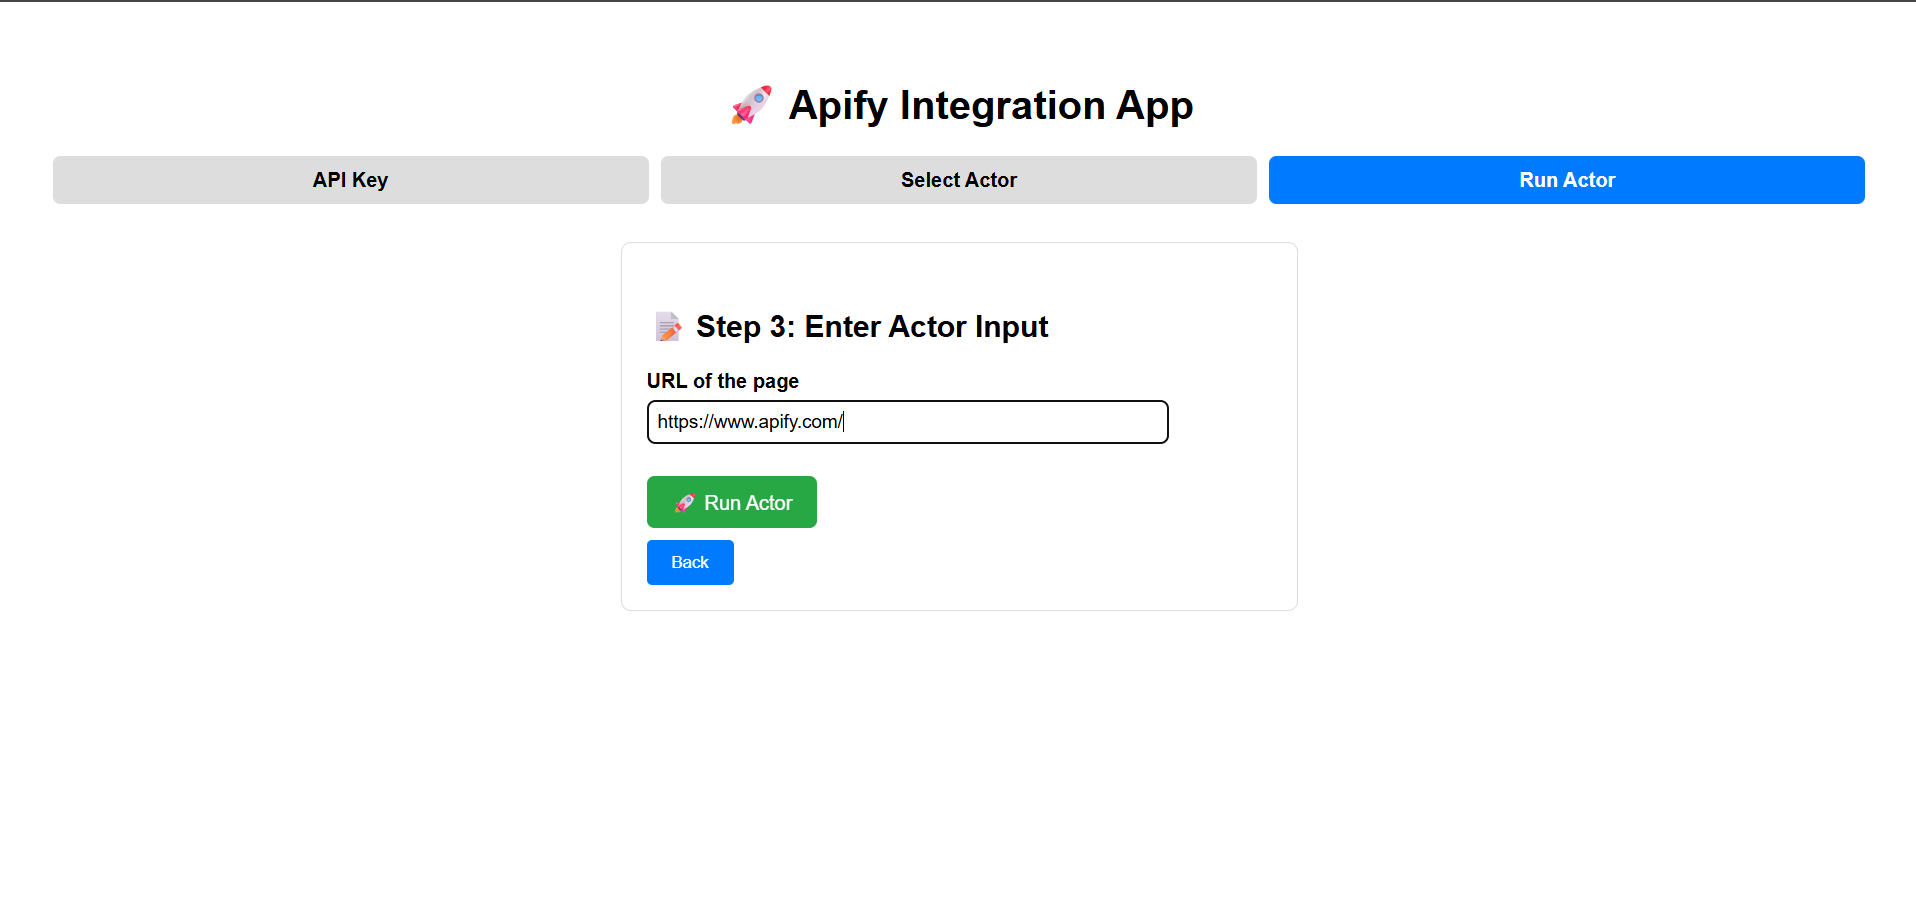 🚀 Apify Integration App
API Key
Select Actor
Run Actor
📝 Step 3: Enter Actor Input
URL of the page
https://www.apify.com/
🚀 Run Actor
Back